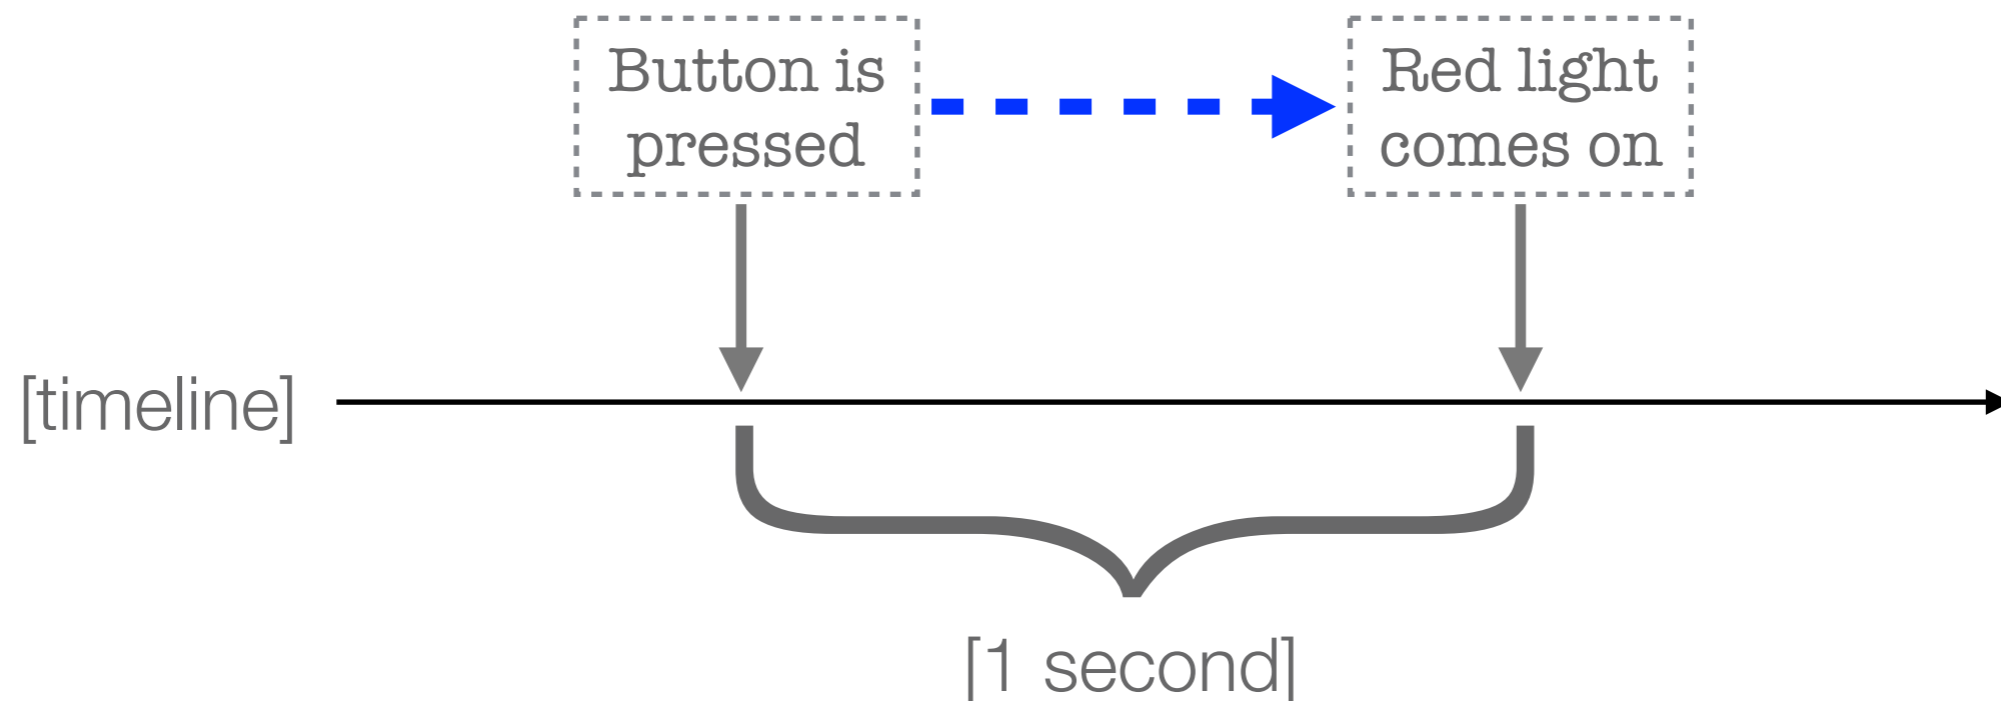 Button is
pressed
Red light
comes on
[timeline]
[1 second]